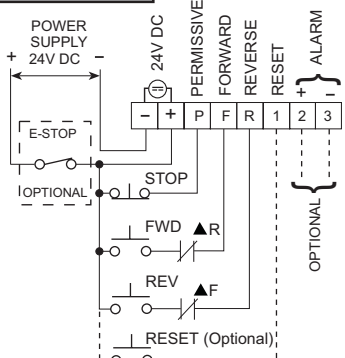 POWER
SUPPLY
24V DC
+ −
24V DC
PERMISSIVE
FORWARD
REVERSE
RESET
ALARM
+ −
− + P F R 1 2 3
E-STOP
OPTIONAL
STOP
OPTIONAL
FWD ▲R
REV ▲F
RESET (Optional)